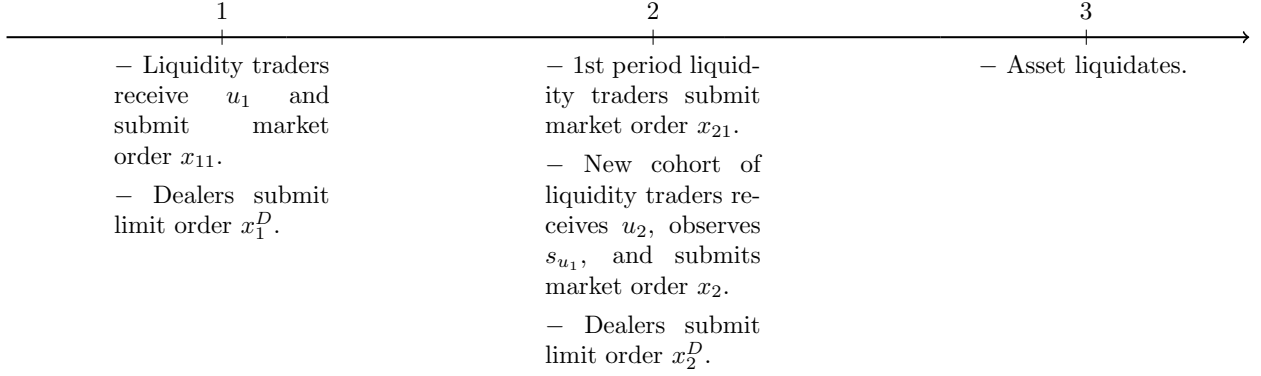 1
2
3
– Liquidity traders
receive u₁ and
submit market
order x₁₁.
– Dealers submit
limit order x₁ᴰ.
– 1st period liquid-
ity traders submit
market order x₂₁.
– New cohort of
liquidity traders re-
ceives u₂, observes
s_{u₁}, and submits
market order x₂.
– Dealers submit
limit order x₂ᴰ.
– Asset liquidates.